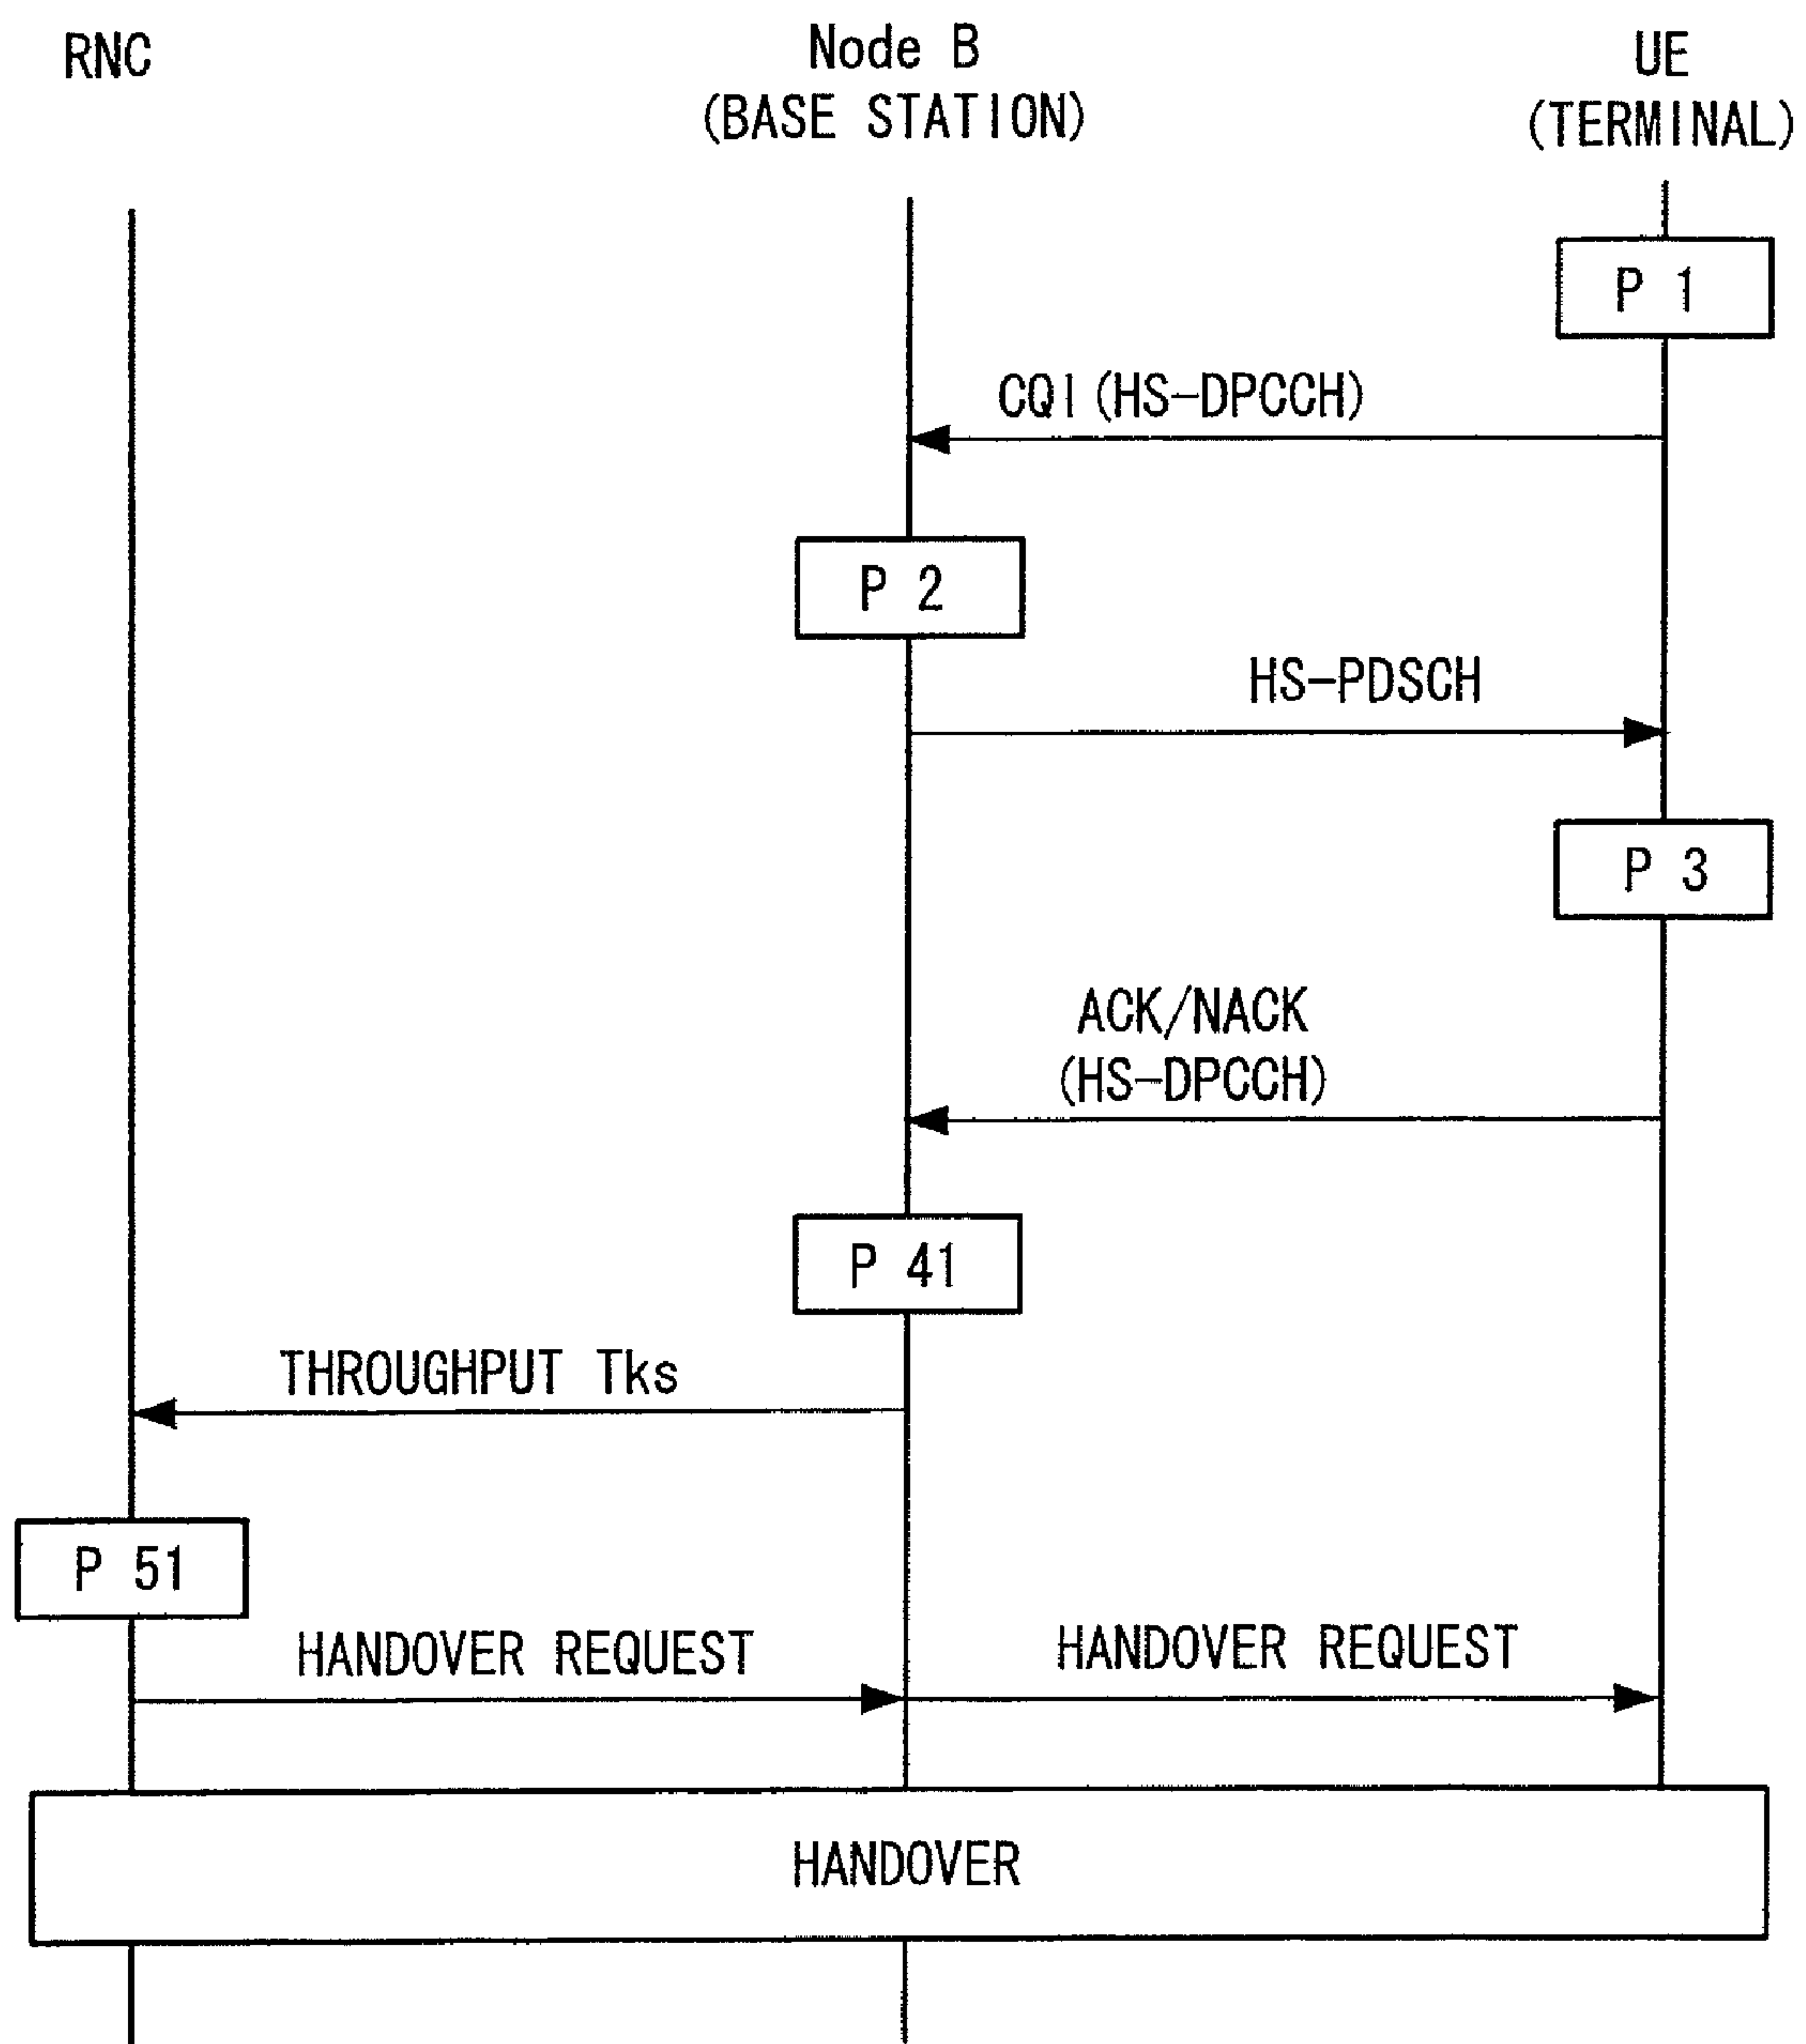 RNC
Node B
(BASE STATION)
UE
(TERMINAL)
P 1
CQI(HS-DPCCH)
P 2
HS-PDSCH
P 3
ACK/NACK
(HS-DPCCH)
P 41
THROUGHPUT Tks
P 51
HANDOVER REQUEST
HANDOVER REQUEST
HANDOVER